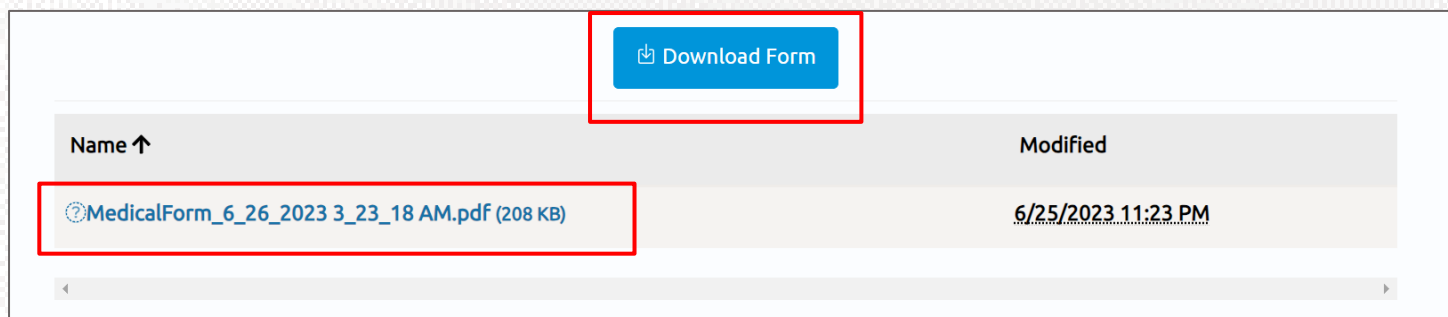 Download Form
Name Modified
MedicalForm_6_26_2023 3_23_18 AM.pdf (208 KB) 6/25/2023 11:23 PM